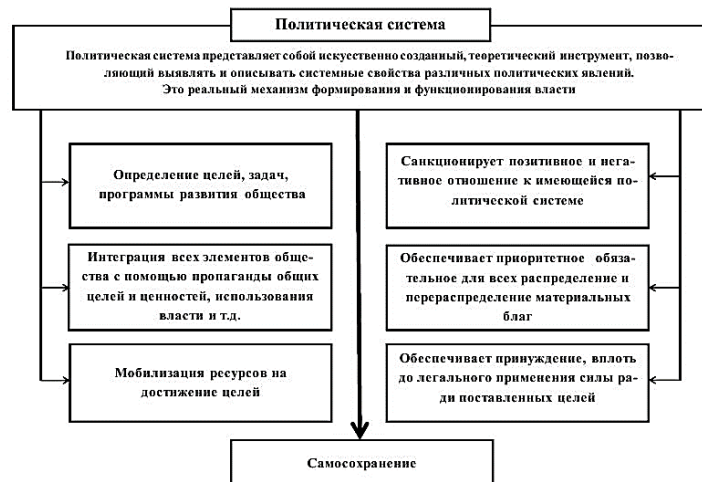 Политическая система
Политическая система представляет собой искусственно созданный, теоретический инструмент, позво-
ляющий выявлять и описывать системные свойства различных политических явлений.
Это реальный механизм формирования и функционирования власти
Определение целей, задач,
программы развития общества
Санкционирует позитивное и нега-
тивное отношение к имеющейся по-
литической системе
Интеграция всех элементов обще-
ства с помощью пропаганды общих
целей и ценностей, использования
власти и т.д.
Обеспечивает приоритетное обяза-
тельное для всех распределение и
перераспределение материальных
благ
Мобилизация ресурсов на
достижение целей
Обеспечивает принуждение, вплоть
до легального применения силы ра-
ди поставленных целей
Самосохранение